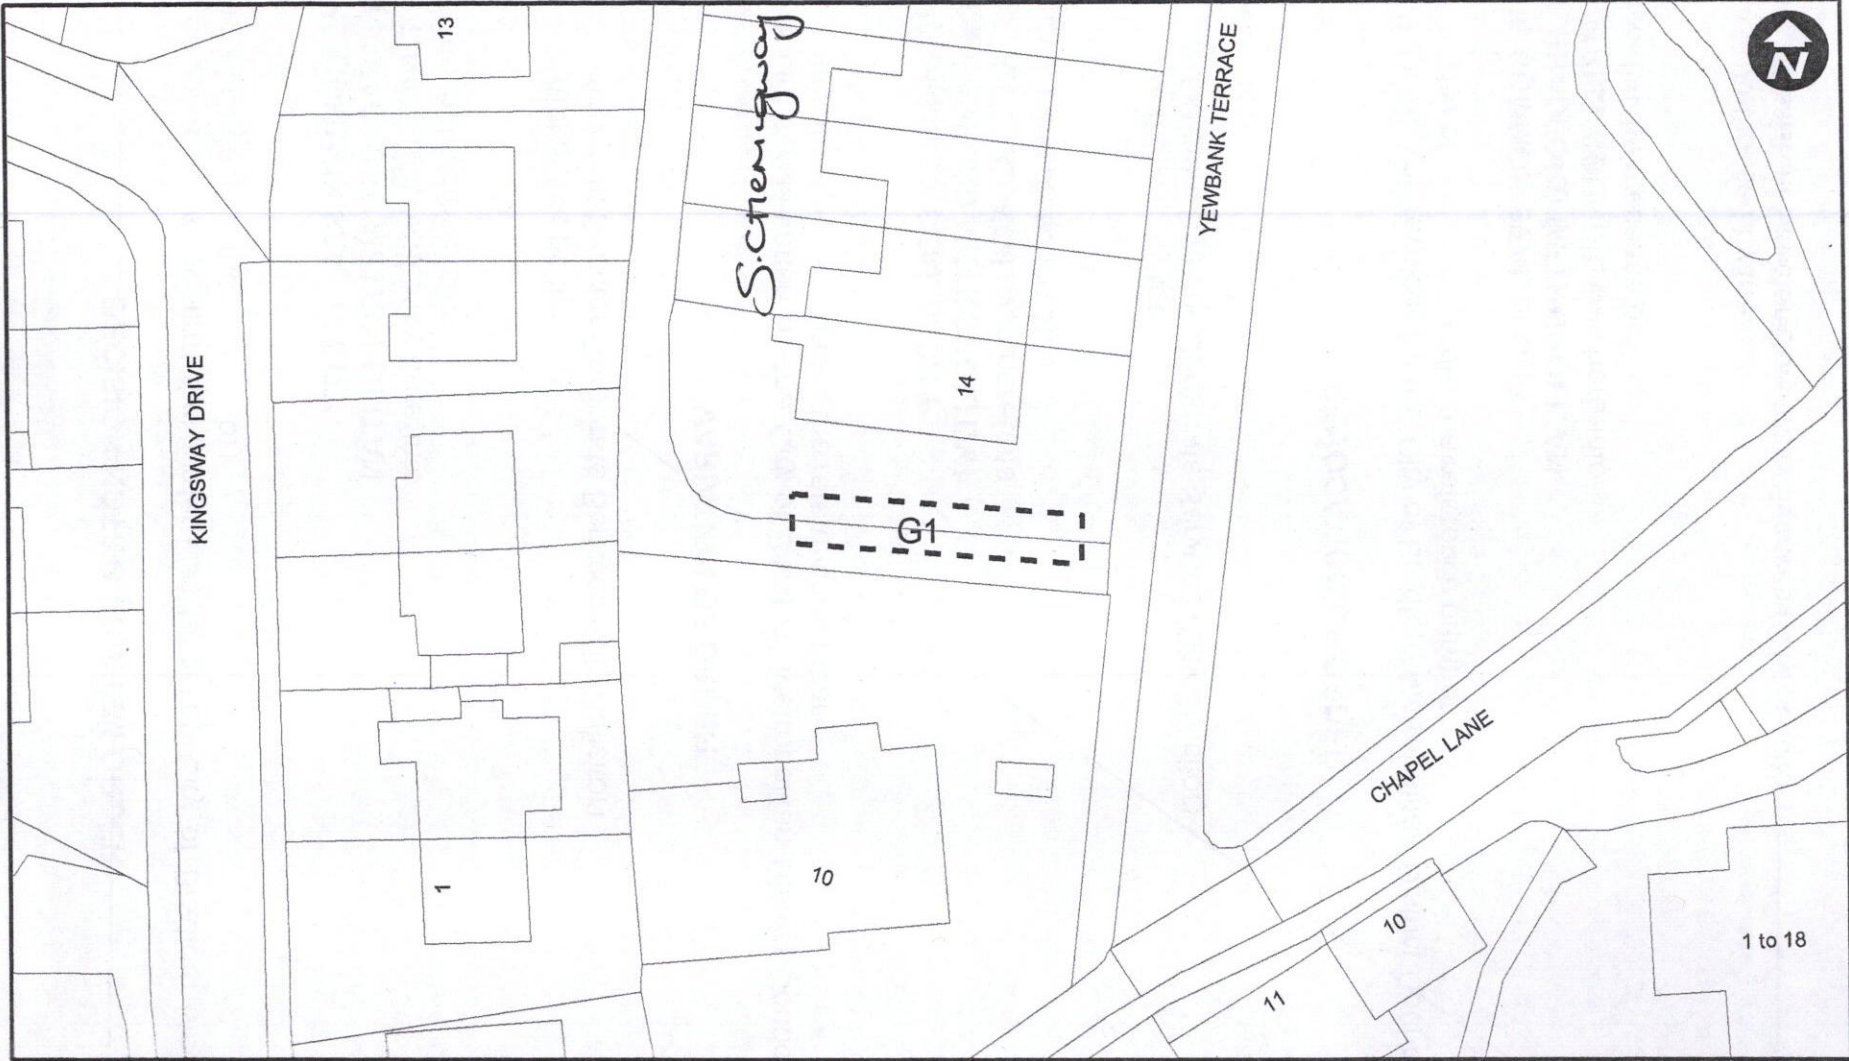 13
N
YEWBANK TERRACE
KINGSWAY DRIVE
14
G1
CHAPEL LANE
1
10
10
11
1 to 18